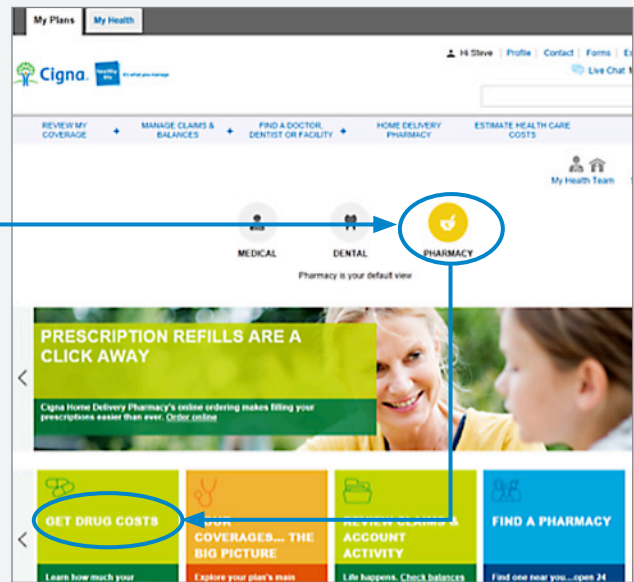 My Plans My Health
Hi Steve | Profile | Contact | Forms | Es
Cigna.
Live Chat
REVIEW MY COVERAGE + MANAGE CLAIMS & BALANCES + FIND A DOCTOR, DENTIST OR FACILITY + HOME DELIVERY PHARMACY ESTIMATE HEALTH CARE COSTS
My Health Team
MEDICAL DENTAL PHARMACY
Pharmacy is your default view
PRESCRIPTION REFILLS ARE A
CLICK AWAY
Cigna Home Delivery Pharmacy's online ordering makes filling your
prescriptions easier than ever. Order online
GET DRUG COSTS
Learn how much your
COVERAGES... THE
BIG PICTURE
Explore your plan's main
REVIEW CLAIMS &
ACCOUNT
ACTIVITY
Life happens. Check balances
FIND A PHARMACY
Find one near you...open 24